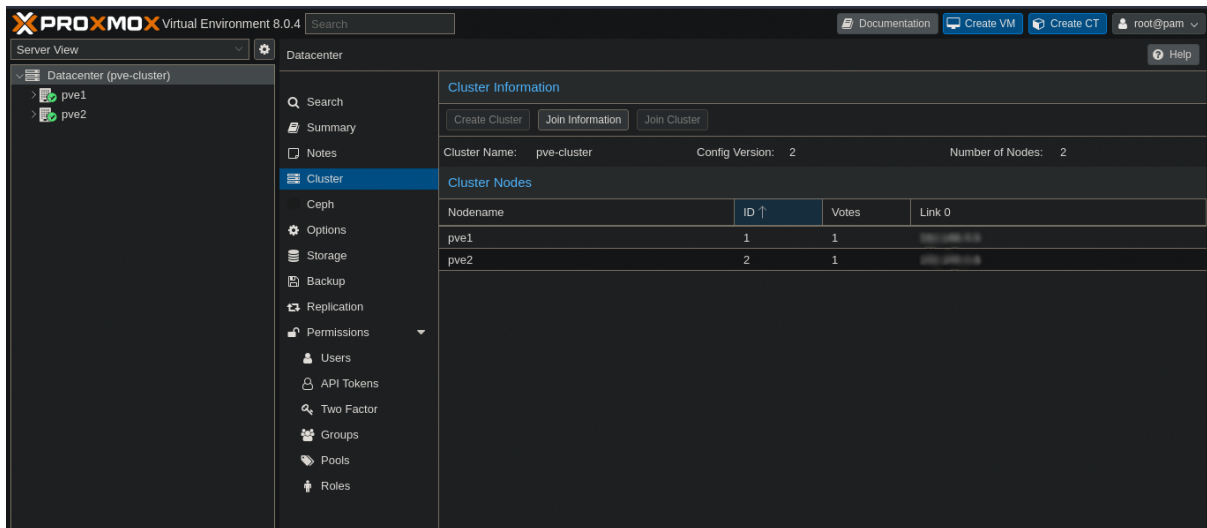 PROXMOX Virtual Environment 8.0.4 Search Documentation Create VM Create CT root@pam
Server View
Datacenter (pve-cluster)
pve1
pve2
Datacenter Help
Search
Summary
Notes
Cluster
Ceph
Options
Storage
Backup
Replication
Permissions
Users
API Tokens
Two Factor
Groups
Pools
Roles
Cluster Information
Create Cluster Join Information Join Cluster
Cluster Name: pve-cluster Config Version: 2 Number of Nodes: 2
Cluster Nodes
Nodename ID ↑ Votes Link 0
pve1 1 1
pve2 2 1